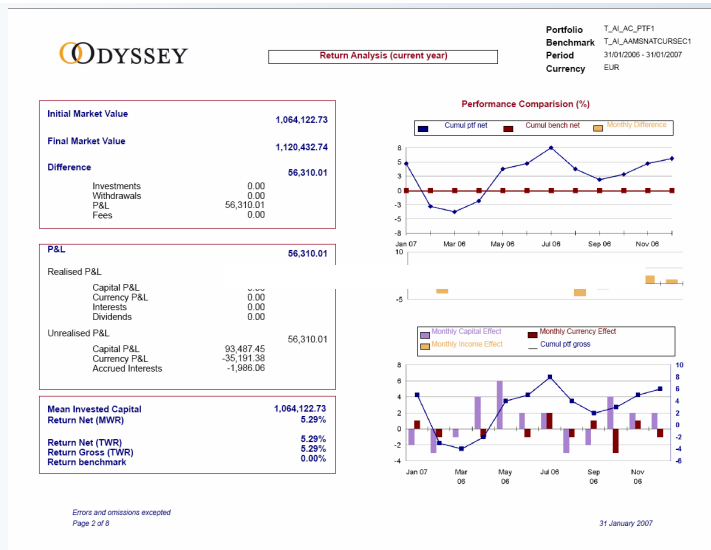 ODYSSEY
Return Analysis (current year)
Portfolio T_AI_AC_PTF1
Benchmark T_AI_AAMSNATCURSEC1
Period 31/01/2006 - 31/01/2007
Currency EUR
Initial Market Value 1,064,122.73
Final Market Value 1,120,432.74
Difference 56,310.01
Investments 0.00
Withdrawals 0.00
P&L 56,310.01
Fees 0.00
P&L 56,310.01
Realised P&L
Capital P&L
Currency P&L 0.00
Interests 0.00
Dividends 0.00
Unrealised P&L 56,310.01
Capital P&L 93,487.45
Currency P&L -35,191.38
Accrued Interests -1,986.06
Mean Invested Capital 1,064,122.73
Return Net (MWR) 5.29%
Return Net (TWR) 5.29%
Return Gross (TWR) 5.29%
Return benchmark 0.00%
Performance Comparision (%)
Cumul ptf net Cumul bench net Monthly Difference
8
5
3
0
-3
-5
-8
Jan 07 Mar 06 May 06 Jul 06 Sep 06 Nov 06
10
-5
Monthly Capital Effect Monthly Currency Effect
Monthly Income Effect Cumul ptf gross
8 10
6 8
4 6
2 4
0 2
-2 0
-4 -2
-4
-6
Jan 07 Mar 06 May 06 Jul 06 Sep 06 Nov 06
Errors and omissions excepted
Page 2 of 8
31 January 2007